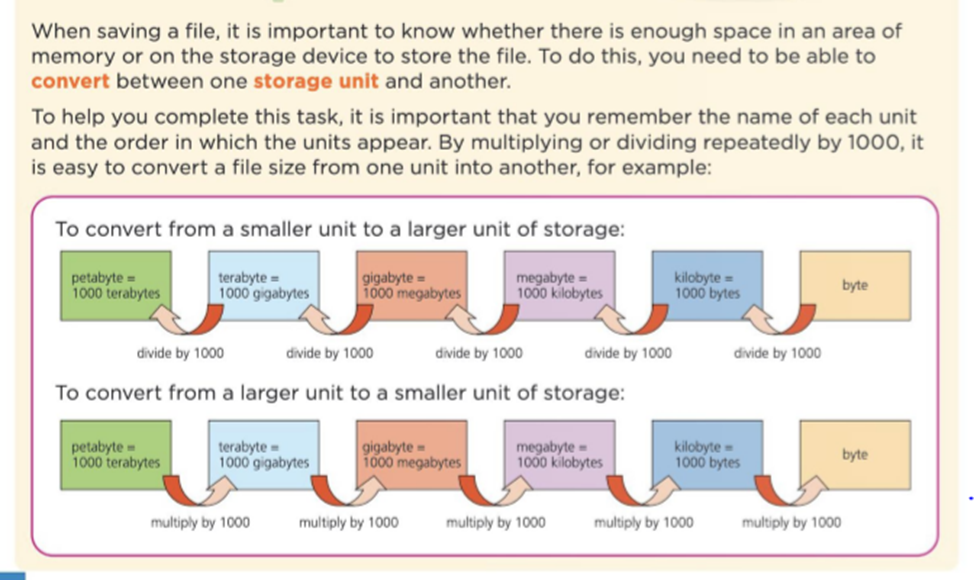 When saving a file, it is important to know whether there is enough space in an area of
memory or on the storage device to store the file. To do this, you need to be able to
convert between one storage unit and another.
To help you complete this task, it is important that you remember the name of each unit
and the order in which the units appear. By multiplying or dividing repeatedly by 1000, it
is easy to convert a file size from one unit into another, for example:
To convert from a smaller unit to a larger unit of storage:
petabyte =
1000 terabytes
terabyte =
1000 gigabytes
gigabyte =
1000 megabytes
megabyte =
1000 kilobytes
kilobyte =
1000 bytes
byte
divide by 1000
divide by 1000
divide by 1000
divide by 1000
divide by 1000
To convert from a larger unit to a smaller unit of storage:
petabyte =
1000 terabytes
terabyte =
1000 gigabytes
gigabyte =
1000 megabytes
megabyte =
1000 kilobytes
kilobyte =
1000 bytes
byte
multiply by 1000
multiply by 1000
multiply by 1000
multiply by 1000
multiply by 1000